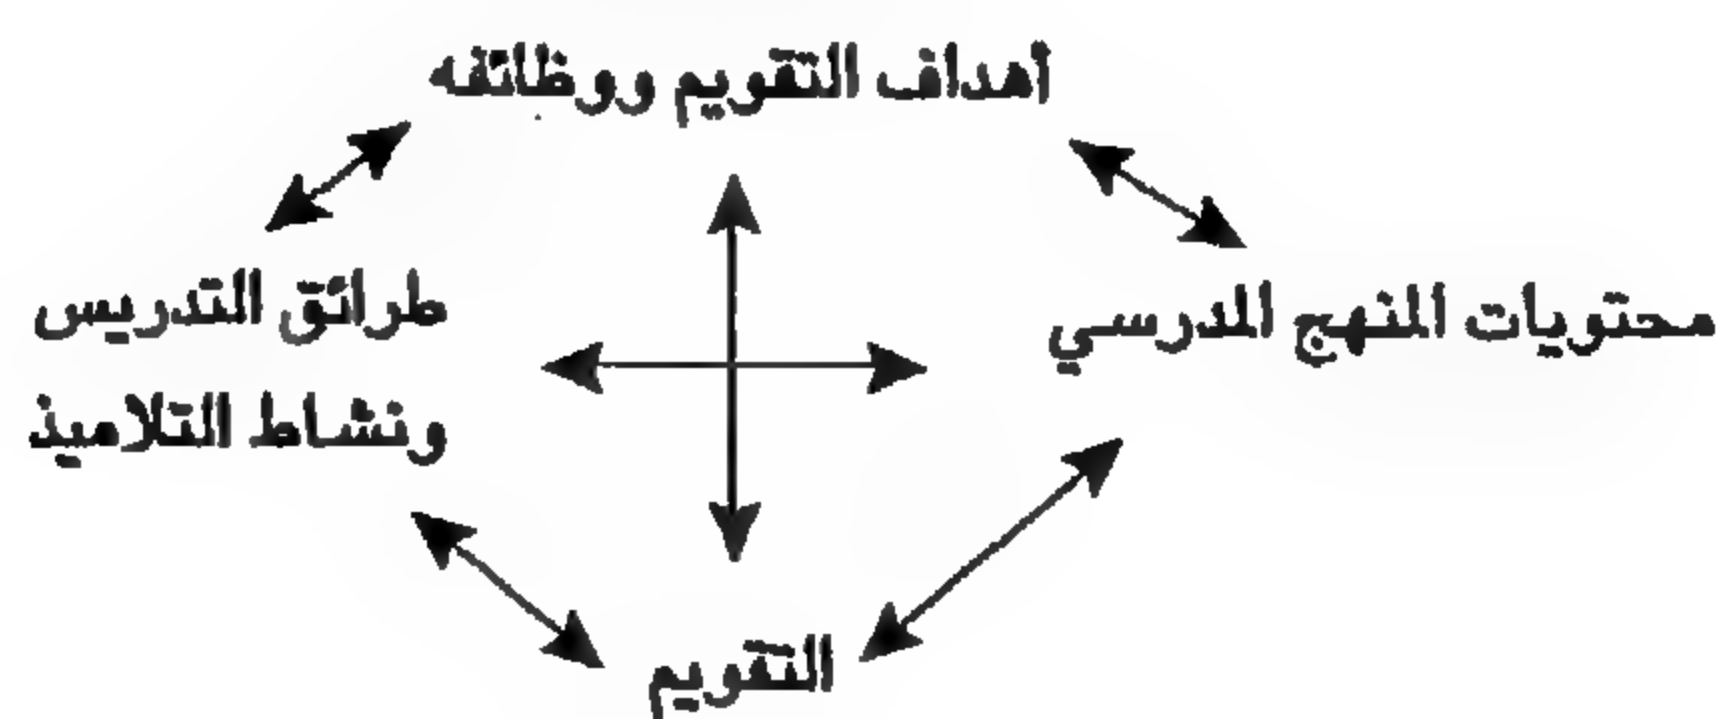 أهداف التقويم ووظائفه
محتويات المنهج المدرسي
طرائق التدريس
ونشاط التلاميذ
التقويم